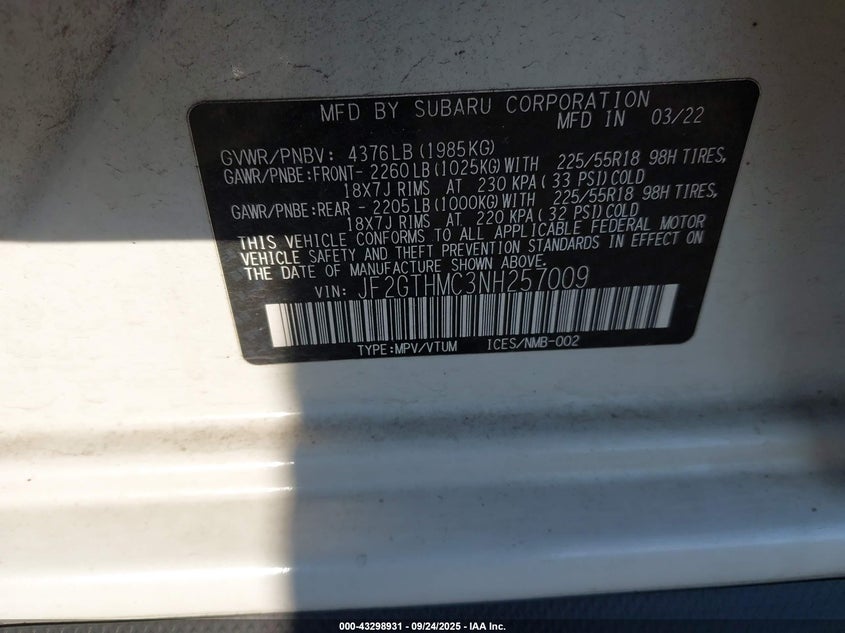 MFD BY SUBARU CORPORATION
MFD IN 03/22
GVWR/PNBV: 4376LB(1985KG)
GAWR/PNBE:FRONT- 2260LB(1025KG)WITH 225/55R18 98H TIRES,
18X7J RIMS AT 230 KPA( 33 PSI)COLD
GAWR/PNBE:REAR - 2205LB(1000KG)WITH 225/55R18 98H TIRES,
18X7J RIMS AT 220 KPA( 32 PSI)COLD
THIS VEHICLE CONFORMS TO ALL APPLICABLE FEDERAL MOTOR
VEHICLE SAFETY AND THEFT PREVENTION STANDARDS IN EFFECT ON
THE DATE OF MANUFACTURE SHOWN ABOVE.
VIN: JF2GTHMC3NH257009
TYPE:MPV/VTUM ICES/NMB-002
000-43298931 - 09/24/2025 - IAA Inc.